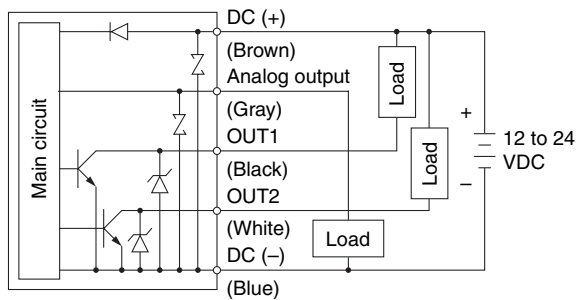 Main circuit
DC (+)
(Brown)
Analog output
(Gray)
OUT1
(Black)
OUT2
(White)
DC (–)
(Blue)
Load
Load
Load
+
12 to 24
VDC
–